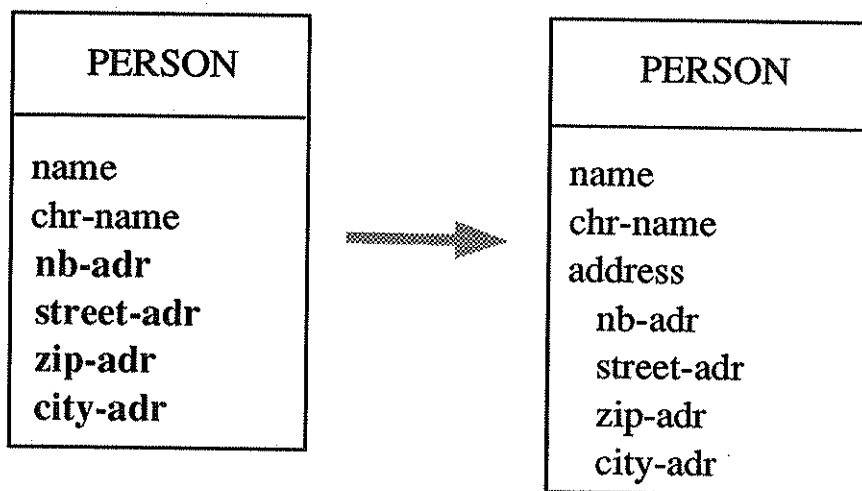 PERSON
name
chr-name
nb-adr
street-adr
zip-adr
city-adr
PERSON
name
chr-name
address
nb-adr
street-adr
zip-adr
city-adr